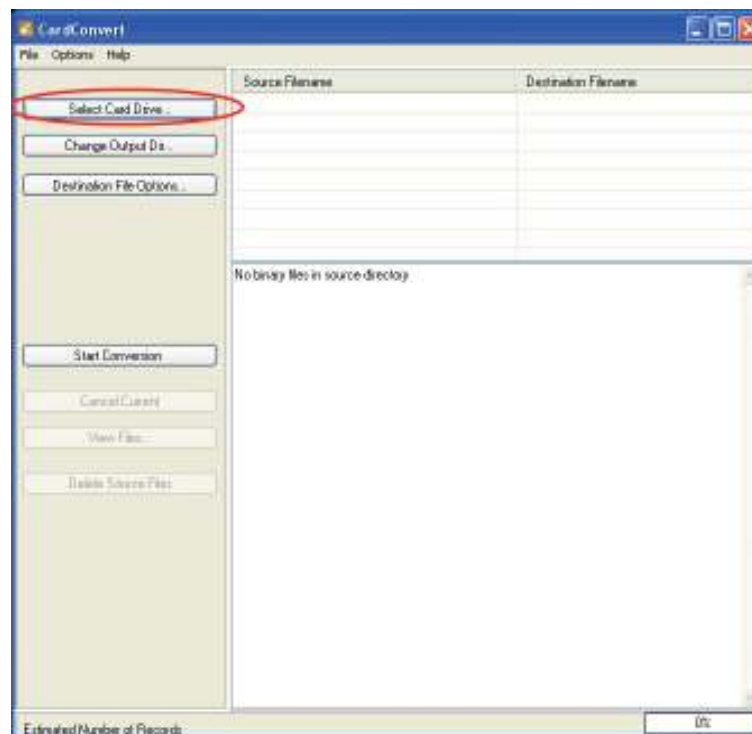 CardConvert
File Options Help
Source Filename Destination Filename
Select Card Drive...
Change Output Dir...
Destination File Options...
No binary files in source directory
Start Conversion
Cancel Current
View Files...
Delete Source Files
Estimated Number of Records
0%